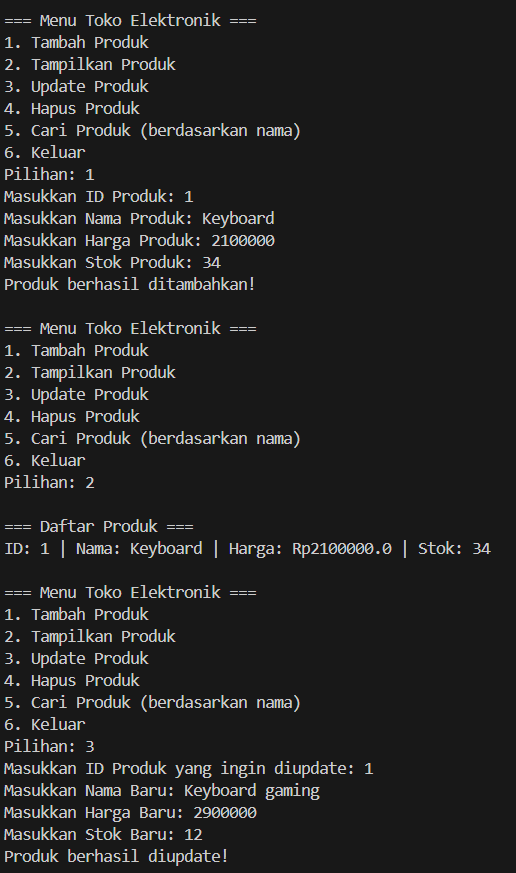 === Menu Toko Elektronik ===
1. Tambah Produk
2. Tampilkan Produk
3. Update Produk
4. Hapus Produk
5. Cari Produk (berdasarkan nama)
6. Keluar
Pilihan: 1
Masukkan ID Produk: 1
Masukkan Nama Produk: Keyboard
Masukkan Harga Produk: 2100000
Masukkan Stok Produk: 34
Produk berhasil ditambahkan!

=== Menu Toko Elektronik ===
1. Tambah Produk
2. Tampilkan Produk
3. Update Produk
4. Hapus Produk
5. Cari Produk (berdasarkan nama)
6. Keluar
Pilihan: 2

=== Daftar Produk ===
ID: 1 | Nama: Keyboard | Harga: Rp2100000.0 | Stok: 34

=== Menu Toko Elektronik ===
1. Tambah Produk
2. Tampilkan Produk
3. Update Produk
4. Hapus Produk
5. Cari Produk (berdasarkan nama)
6. Keluar
Pilihan: 3
Masukkan ID Produk yang ingin diupdate: 1
Masukkan Nama Baru: Keyboard gaming
Masukkan Harga Baru: 2900000
Masukkan Stok Baru: 12
Produk berhasil diupdate!